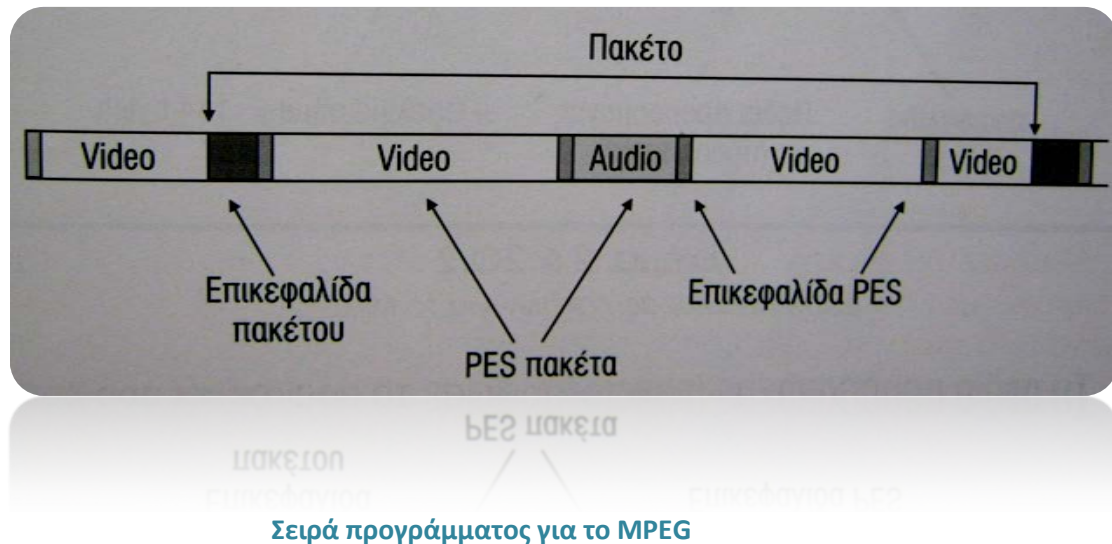 Πακέτο
Video Video Audio Video Video
Επικεφαλίδα
πακέτου
Επικεφαλίδα PES
PES πακέτα
Σειρά προγράμματος για το MPEG